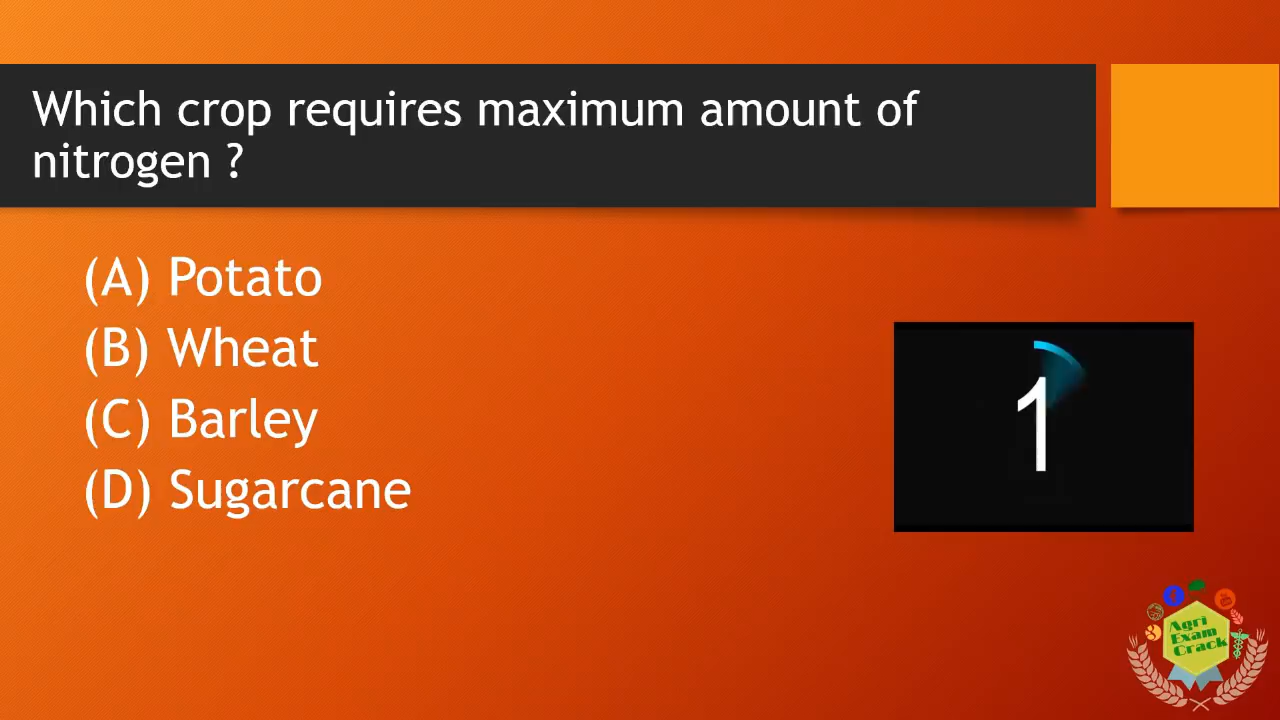 Which crop requires maximum amount of
nitrogen ?
(A) Potato
(B) Wheat
(C) Barley
(D) Sugarcane
1
Agri
Exam
Crack